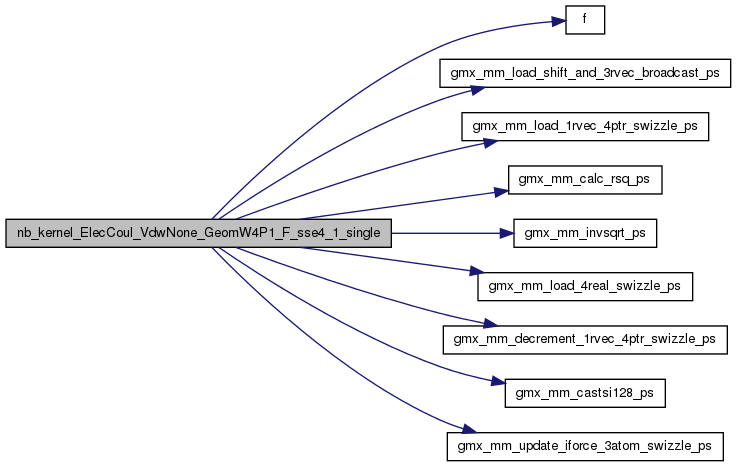 f
gmx_mm_load_shift_and_3rvec_broadcast_ps
gmx_mm_load_1rvec_4ptr_swizzle_ps
gmx_mm_calc_rsq_ps
nb_kernel_ElecCoul_VdwNone_GeomW4P1_F_sse4_1_single
gmx_mm_invsqrt_ps
gmx_mm_load_4real_swizzle_ps
gmx_mm_decrement_1rvec_4ptr_swizzle_ps
gmx_mm_castsi128_ps
gmx_mm_update_iforce_3atom_swizzle_ps